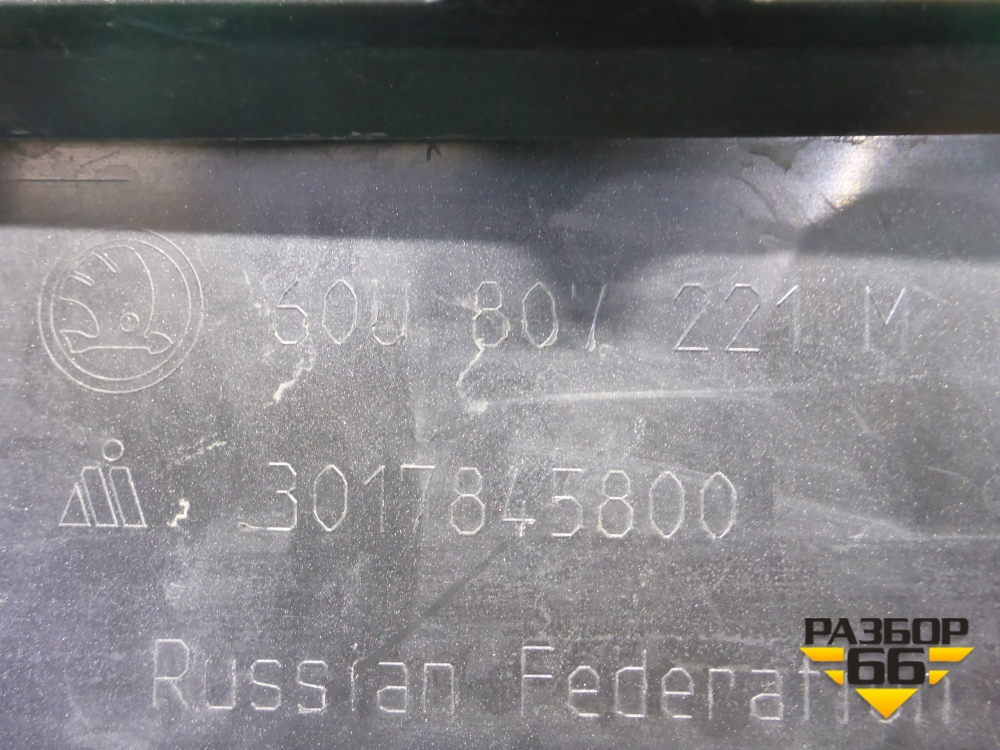 60U 807 221 M
3017845800
Russian Federation
РАЗБОР
66